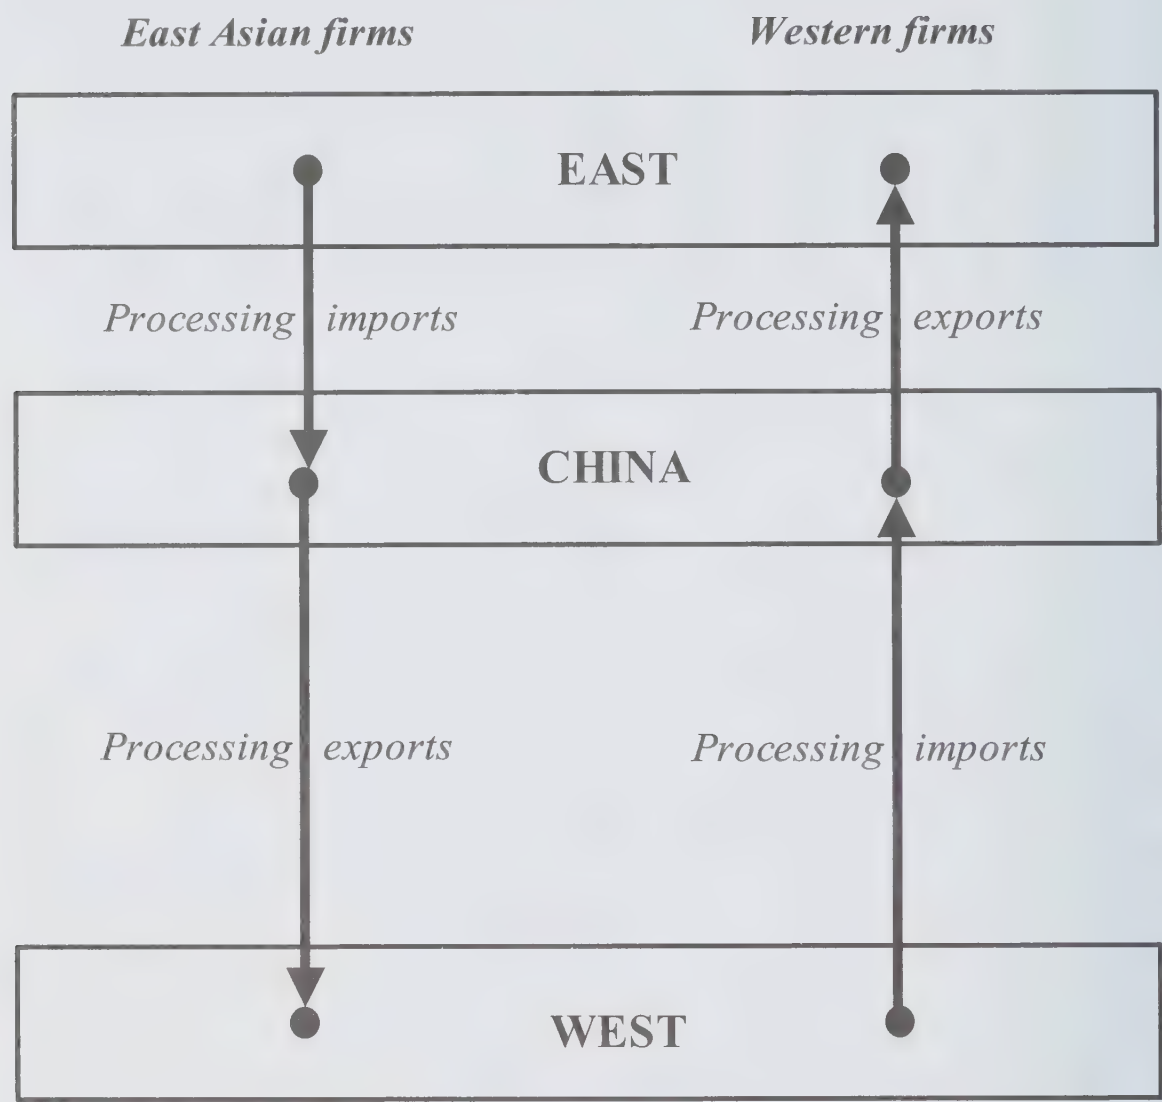 East Asian firms Western firms
EAST
Processing imports Processing exports
CHINA
Processing exports Processing imports
WEST